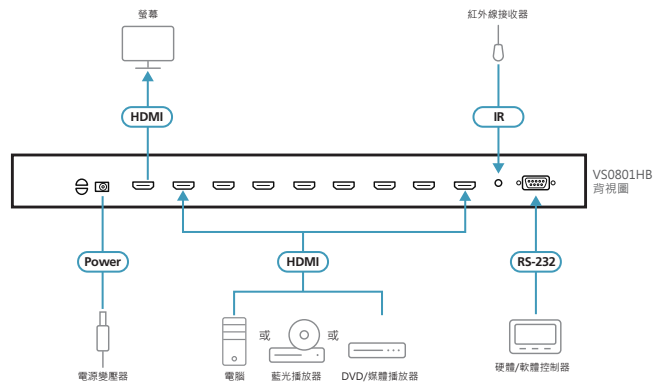 螢幕
紅外線接收器
HDMI
IR
VS0801HB
背視圖
Power
HDMI
RS-232
或
或
電源變壓器
電腦
藍光播放器
DVD/媒體播放器
硬體/軟體控制器